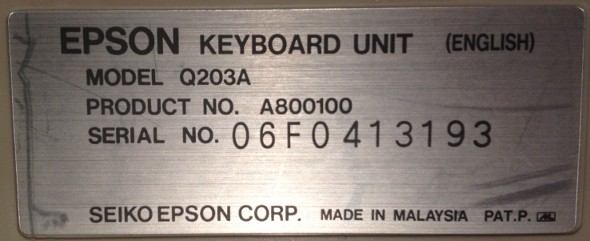 EPSON KEYBOARD UNIT (ENGLISH)
MODEL Q203A
PRODUCT NO. A800100
SERIAL NO. 06F0413193
SEIKO EPSON CORP. MADE IN MALAYSIA PAT.P.